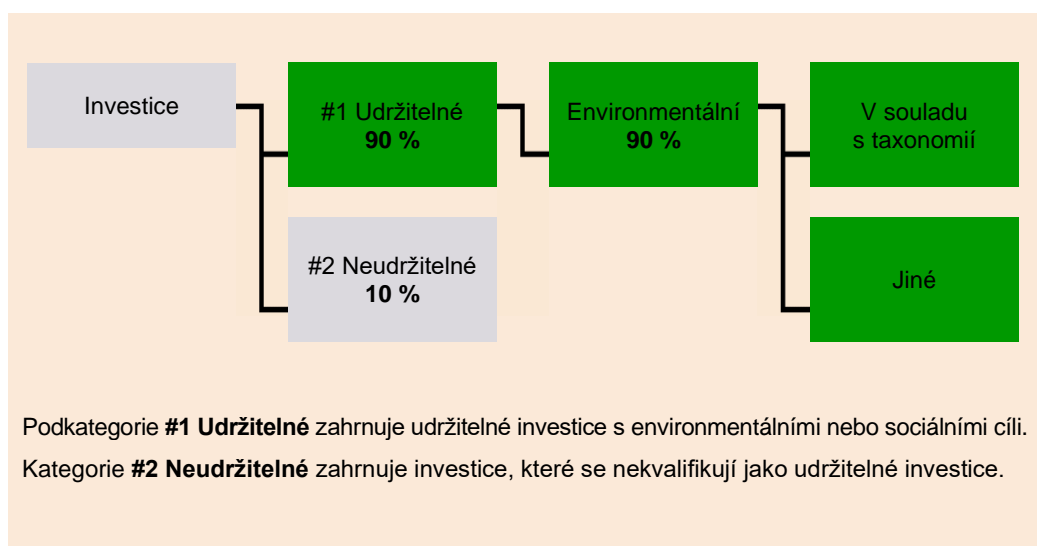 Investice
#1 Udržitelné
90 %
Environmentální
90 %
V souladu
s taxonomií
#2 Neudržitelné
10 %
Jiné
Podkategorie #1 Udržitelné zahrnuje udržitelné investice s environmentálními nebo sociálními cíli.
Kategorie #2 Neudržitelné zahrnuje investice, které se nekvalifikují jako udržitelné investice.